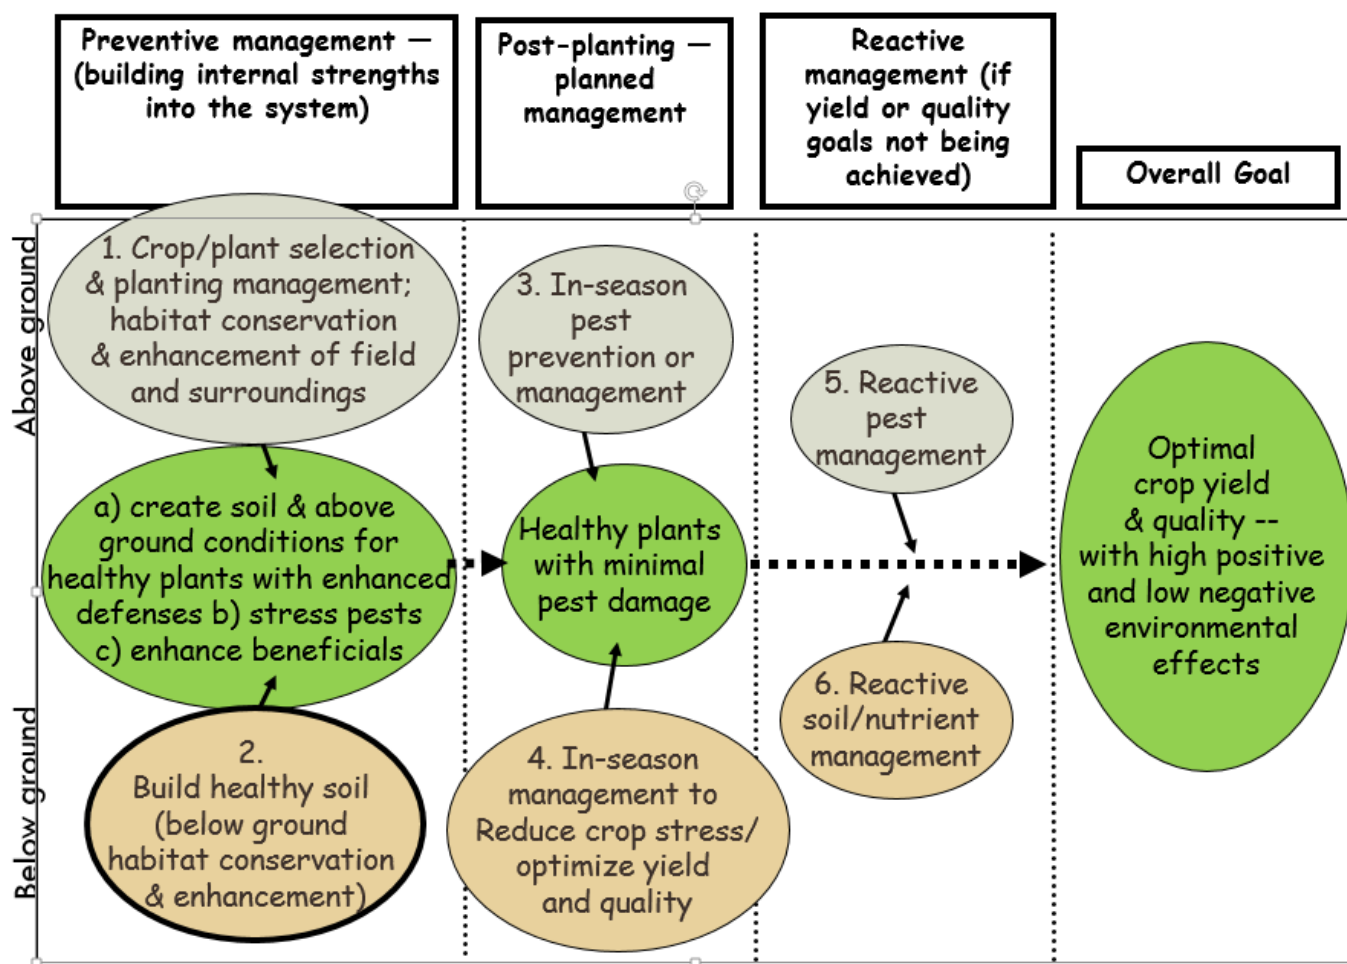 Preventive management —
(building internal strengths
into the system)
Post-planting —
planned
management
Reactive
management (if
yield or quality
goals not being
achieved)
Overall Goal
Above ground
1. Crop/plant selection
& planting management;
habitat conservation
& enhancement of field
and surroundings
3. In-season
pest
prevention or
management
5. Reactive
pest
management
a) create soil & above
ground conditions for
healthy plants with enhanced
defenses b) stress pests
c) enhance beneficials
Healthy plants
with minimal
pest damage
Optimal
crop yield
& quality --
with high positive
and low negative
environmental
effects
Below ground
2.
Build healthy soil
(below ground
habitat conservation
& enhancement)
4. In-season
management to
Reduce crop stress/
optimize yield
and quality
6. Reactive
soil/nutrient
management